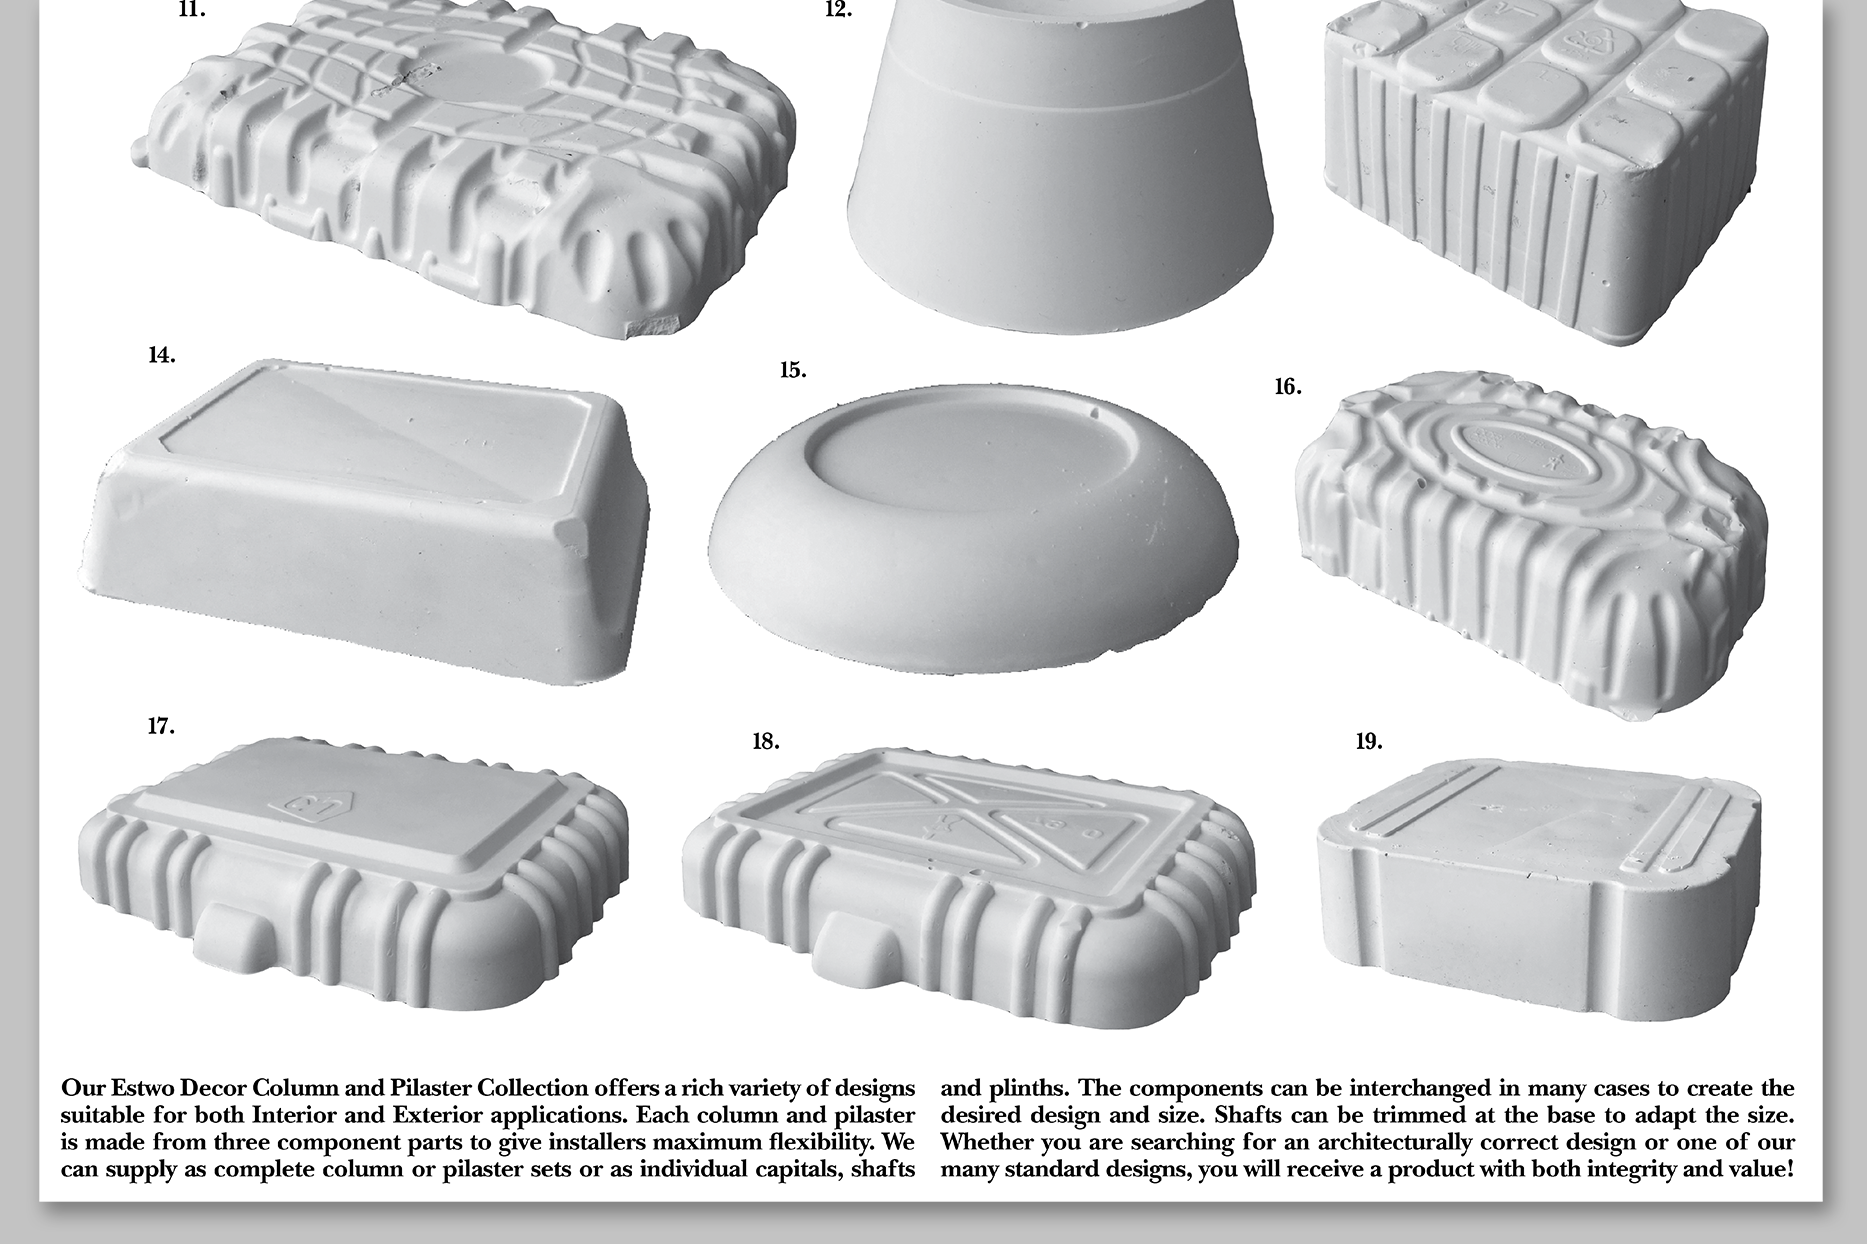 11.
12.
14.
15.
16.
17.
18.
19.
Our Estwo Decor Column and Pilaster Collection offers a rich variety of designs
suitable for both Interior and Exterior applications. Each column and pilaster
is made from three component parts to give installers maximum flexibility. We
can supply as complete column or pilaster sets or as individual capitals, shafts
and plinths. The components can be interchanged in many cases to create the
desired design and size. Shafts can be trimmed at the base to adapt the size.
Whether you are searching for an architecturally correct design or one of our
many standard designs, you will receive a product with both integrity and value!